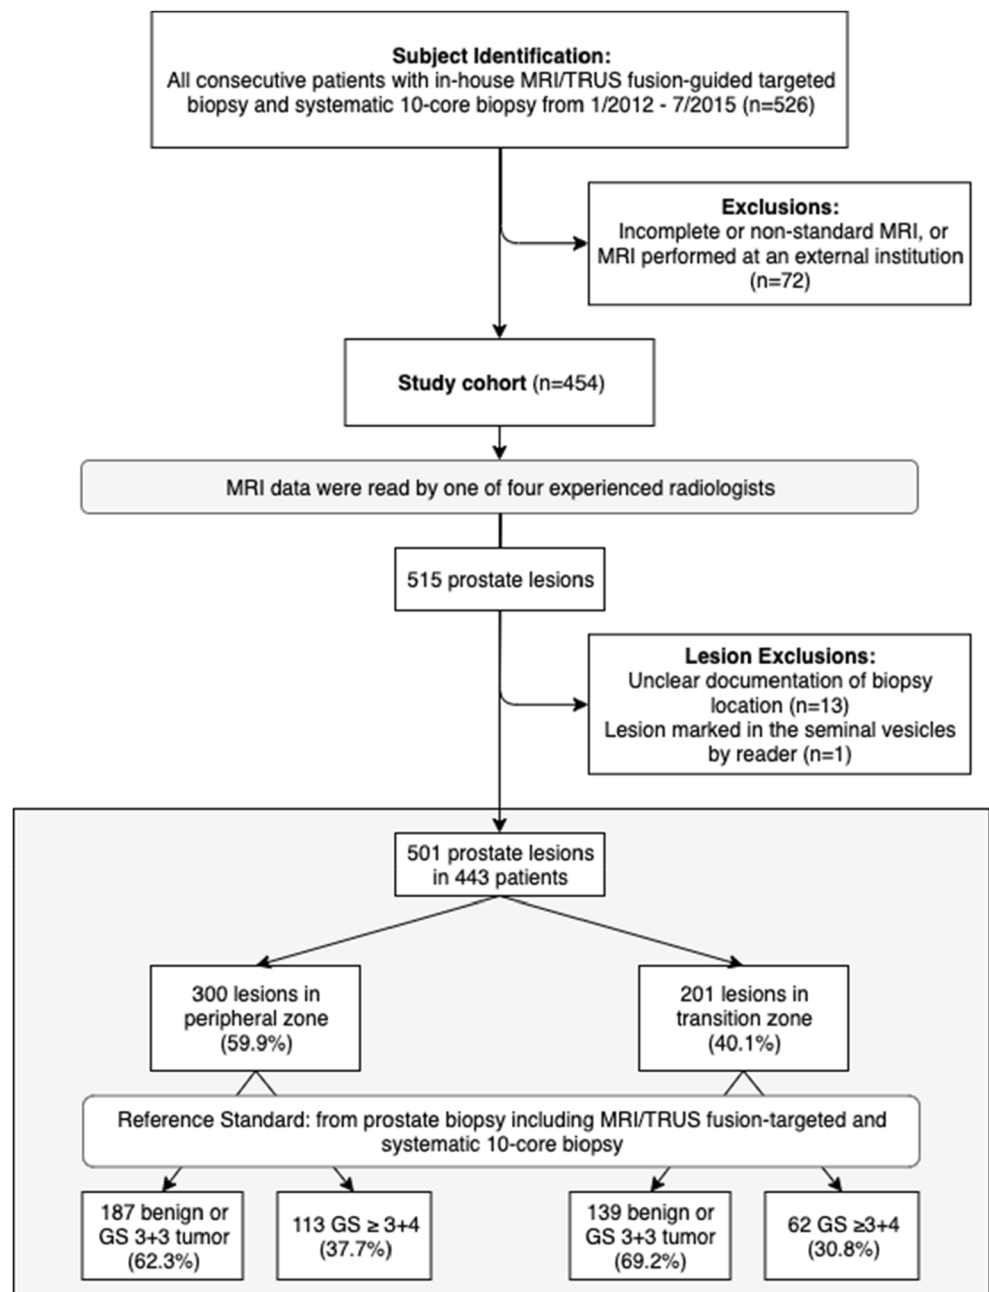 Subject Identification:
All consecutive patients with in-house MRI/TRUS fusion-guided targeted
biopsy and systematic 10-core biopsy from 1/2012 - 7/2015 (n=526)
Exclusions:
Incomplete or non-standard MRI, or
MRI performed at an external institution
(n=72)
Study cohort (n=454)
MRI data were read by one of four experienced radiologists
515 prostate lesions
Lesion Exclusions:
Unclear documentation of biopsy
location (n=13)
Lesion marked in the seminal vesicles
by reader (n=1)
501 prostate lesions
in 443 patients
300 lesions in
peripheral zone
(59.9%)
201 lesions in
transition zone
(40.1%)
Reference Standard: from prostate biopsy including MRI/TRUS fusion-targeted and
systematic 10-core biopsy
187 benign or
GS 3+3 tumor
(62.3%)
113 GS ≥ 3+4
(37.7%)
139 benign or
GS 3+3 tumor
(69.2%)
62 GS ≥3+4
(30.8%)